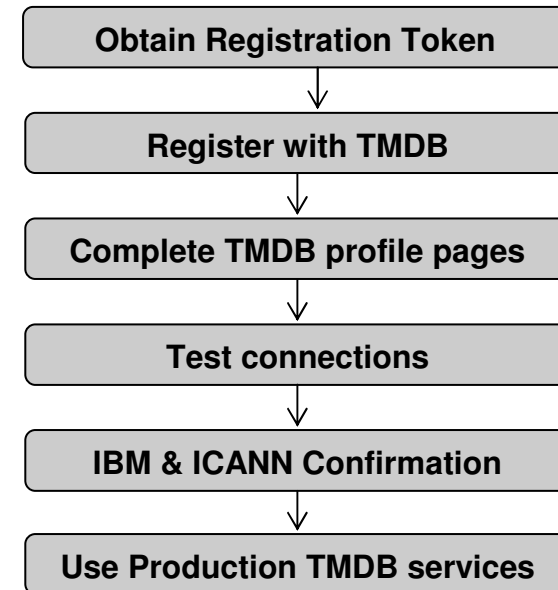 Obtain Registration Token
Register with TMDB
Complete TMDB profile pages
Test connections
IBM & ICANN Confirmation
Use Production TMDB services